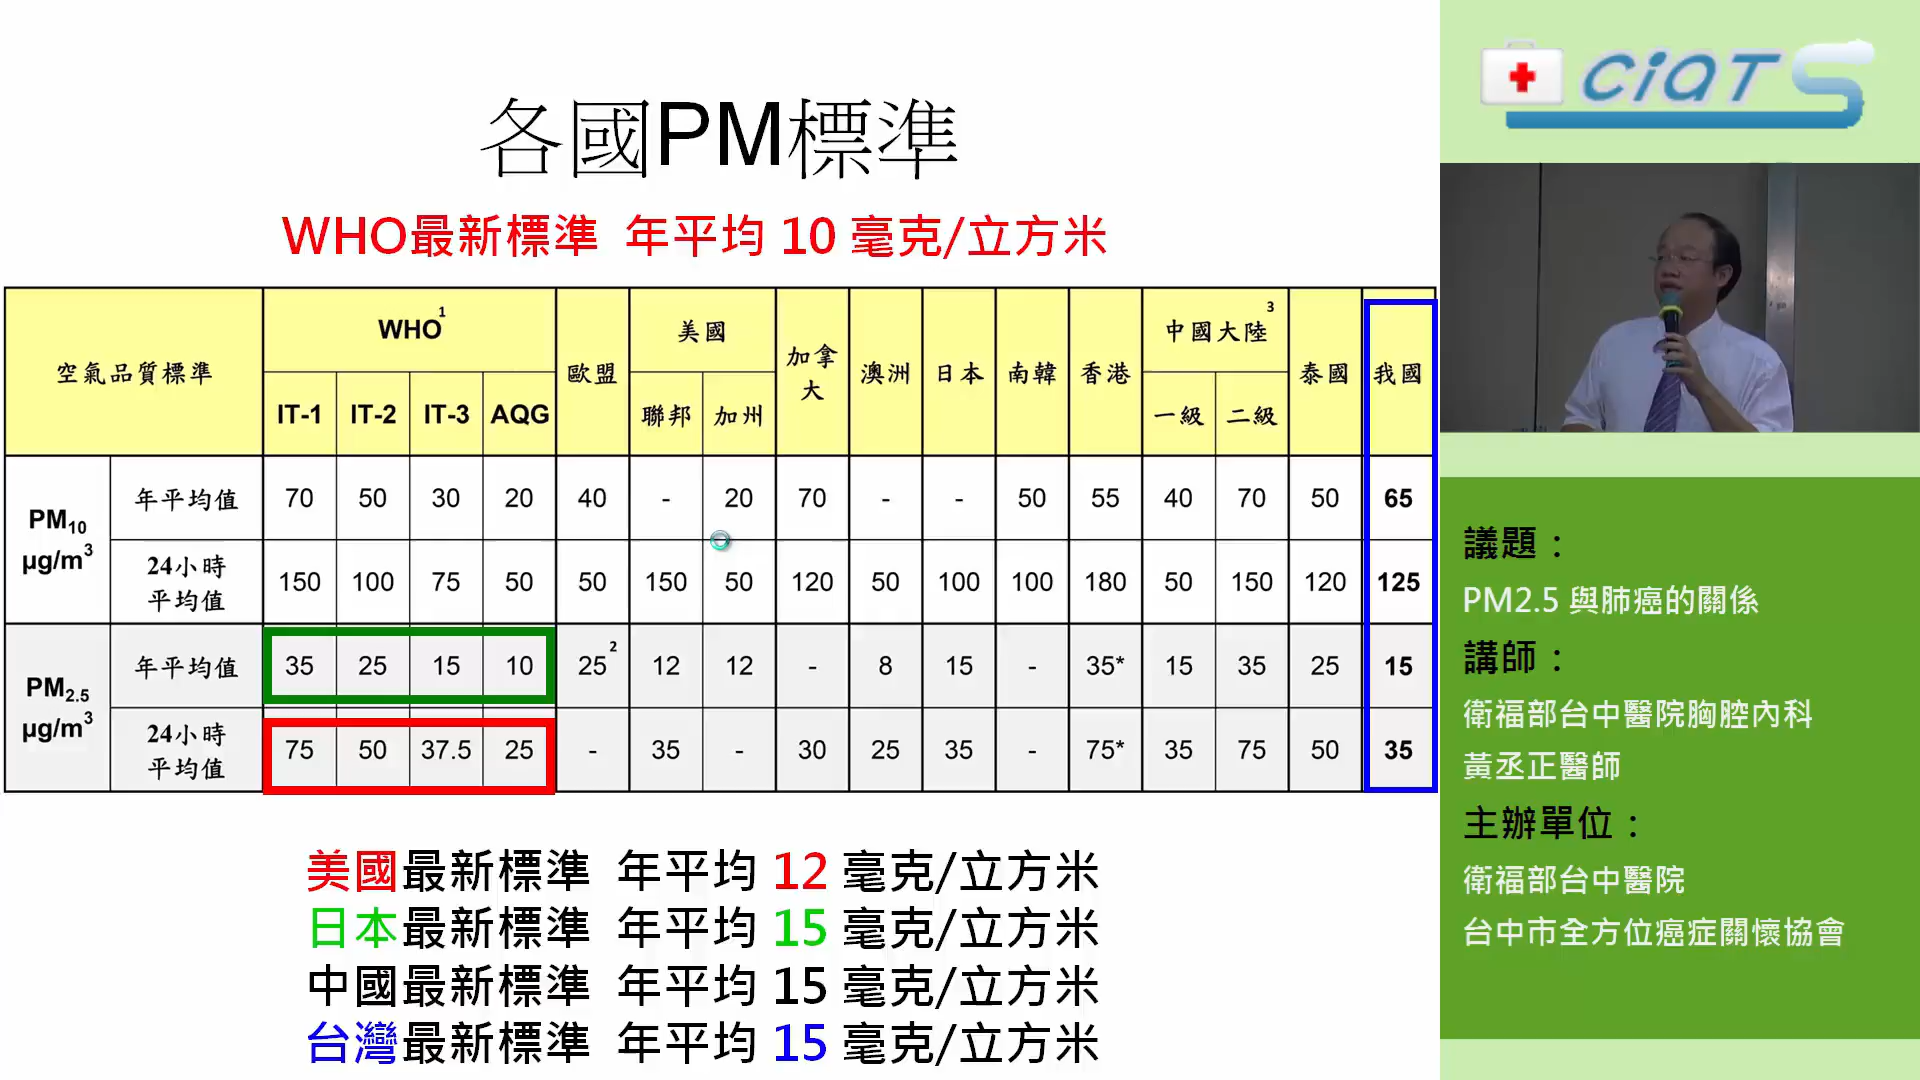 各國PM標準
WHO最新標準 年平均 10 毫克/立方米
空氣品質標準 WHO1 歐盟 美國 加拿大 澳洲 日本 南韓 香港 中國大陸3 泰國 我國
IT-1 IT-2 IT-3 AQG 聯邦 加州 一級 二級
PM10 μg/m3 年平均值 70 50 30 20 40 - 20 70 - - 50 55 40 70 50 65
24小時平均值 150 100 75 50 50 150 50 120 50 100 100 180 50 150 120 125
PM2.5 μg/m3 年平均值 35 25 15 10 252 12 12 - 8 15 - 35* 15 35 25 15
24小時平均值 75 50 37.5 25 - 35 - 30 25 35 - 75* 35 75 50 35
美國最新標準 年平均 12 毫克/立方米
日本最新標準 年平均 15 毫克/立方米
中國最新標準 年平均 15 毫克/立方米
台灣最新標準 年平均 15 毫克/立方米
CiaTS
議題：
PM2.5 與肺癌的關係
講師：
衛福部台中醫院胸腔內科
黃丞正醫師
主辦單位：
衛福部台中醫院
台中市全方位癌症關懷協會